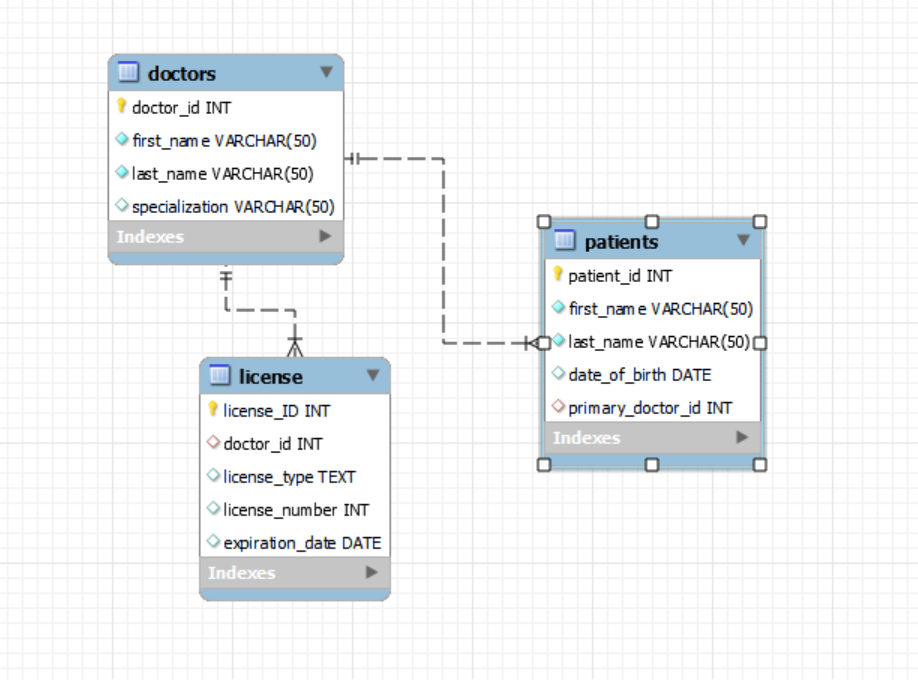 doctors
doctor_id INT
first_name VARCHAR(50)
last_name VARCHAR(50)
specialization VARCHAR(50)
Indexes
patients
patient_id INT
first_name VARCHAR(50)
last_name VARCHAR(50)
date_of_birth DATE
primary_doctor_id INT
Indexes
license
license_ID INT
doctor_id INT
license_type TEXT
license_number INT
expiration_date DATE
Indexes